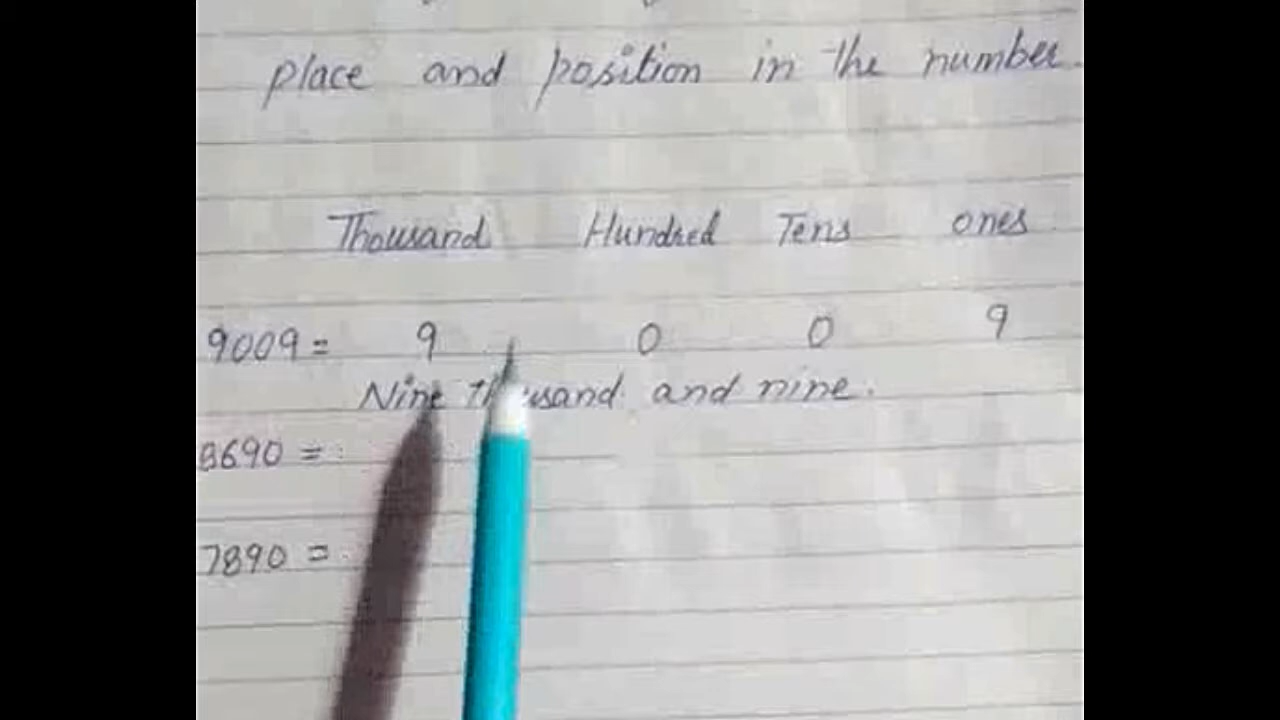 place and position in the number.
Thousand Hundred Tens ones
9009 = 9 0 0 9
Nine thousand and nine.
8690 =
7890 =